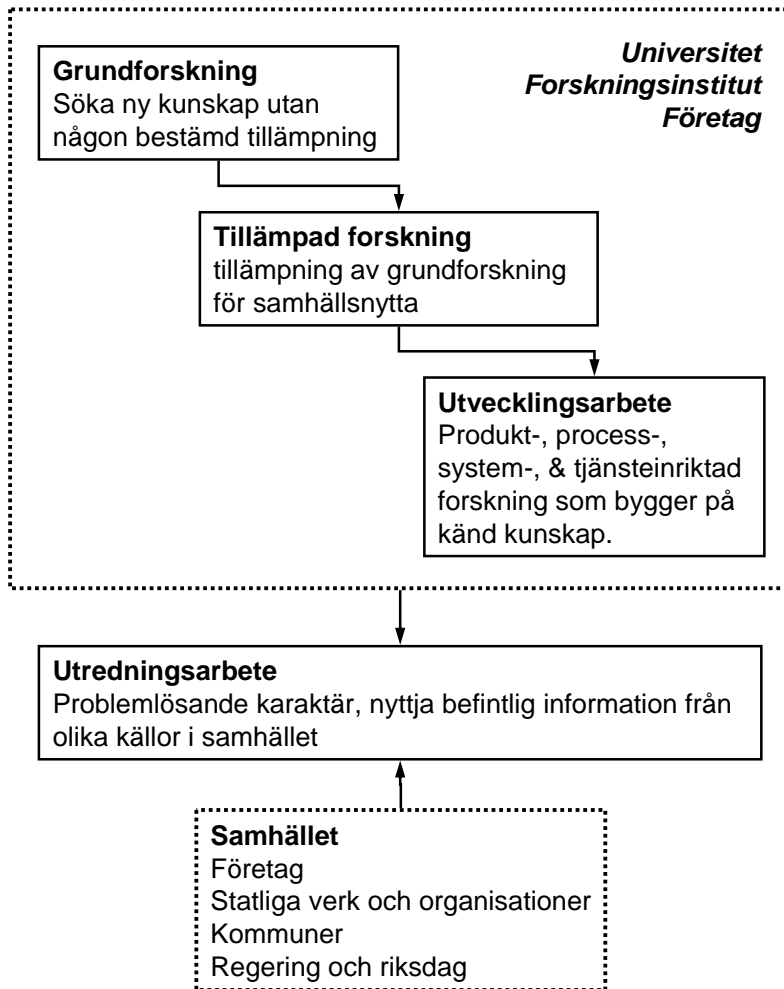 Universitet
Forskningsinstitut
Företag
Grundforskning
Söka ny kunskap utan
någon bestämd tillämpning
Tillämpad forskning
tillämpning av grundforskning
för samhällsnytta
Utvecklingsarbete
Produkt-, process-,
system-, & tjänsteinriktad
forskning som bygger på
känd kunskap.
Utredningsarbete
Problemlösande karaktär, nyttja befintlig information från
olika källor i samhället
Samhället
Företag
Statliga verk och organisationer
Kommuner
Regering och riksdag